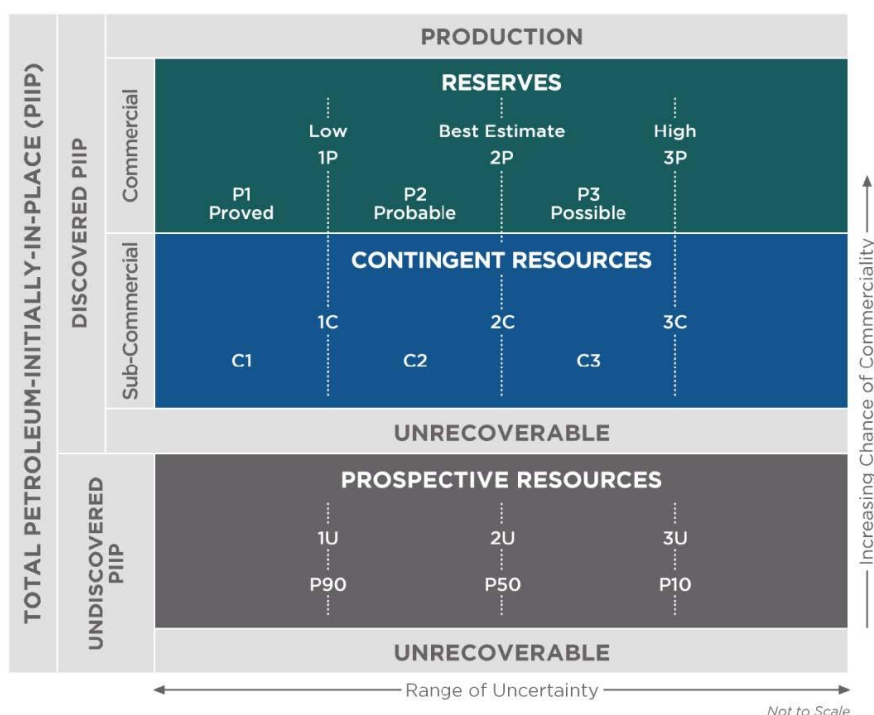 TOTAL PETROLEUM-INITIALLY-IN-PLACE (PIIP)
DISCOVERED PIIP
UNDISCOVERED
PIIP
Commercial
Sub-Commercial
PRODUCTION
RESERVES
Low Best Estimate High
1P 2P 3P
P1 P2 P3
Proved Probable Possible
CONTINGENT RESOURCES
1C 2C 3C
C1 C2 C3
UNRECOVERABLE
PROSPECTIVE RESOURCES
1U 2U 3U
P90 P50 P10
UNRECOVERABLE
Increasing Chance of Commerciality
Range of Uncertainty
Not to Scale